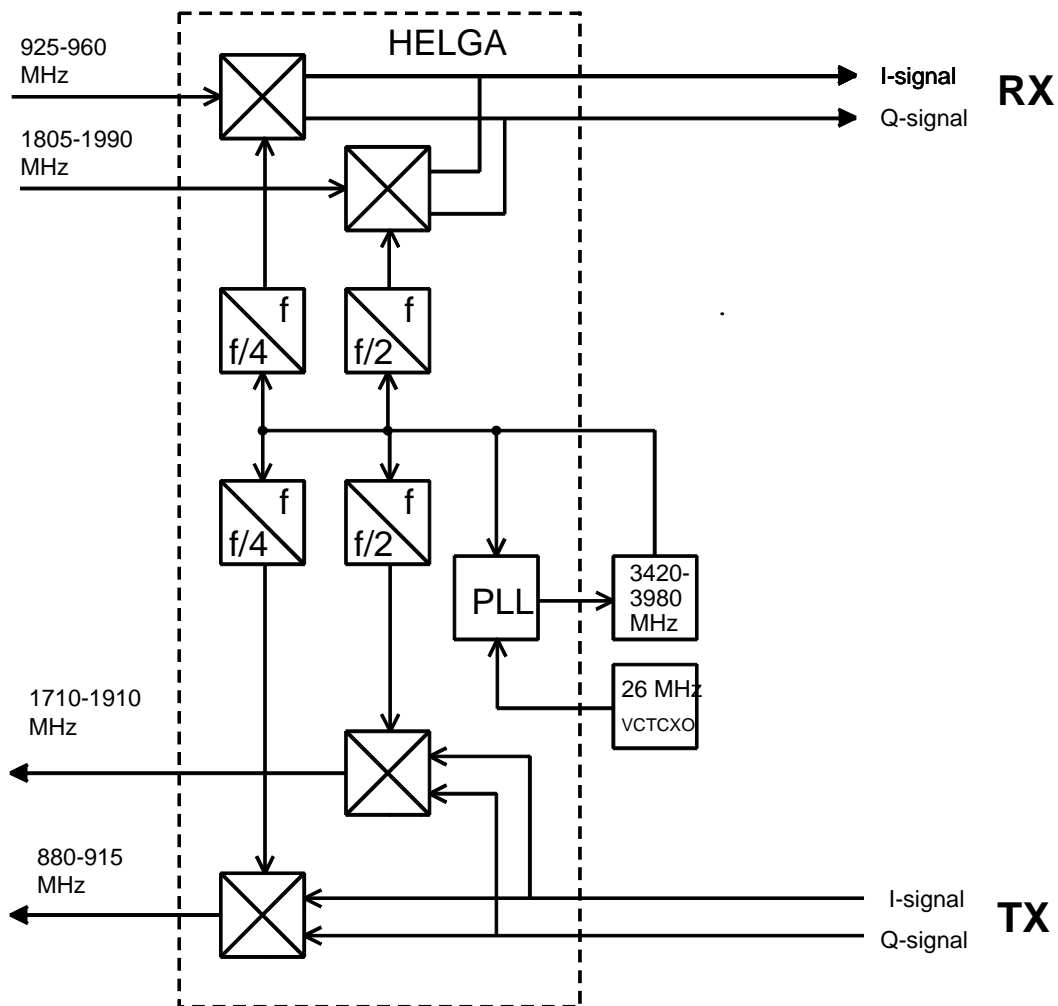 HELGA
925-960
MHz
I-signal
RX
Q-signal
1805-1990
MHz
f
f/4
f
f/2
f
f/4
f
f/2
PLL
3420-
3980
MHz
26 MHz
VCTCXO
1710-1910
MHz
880-915
MHz
I-signal
TX
Q-signal